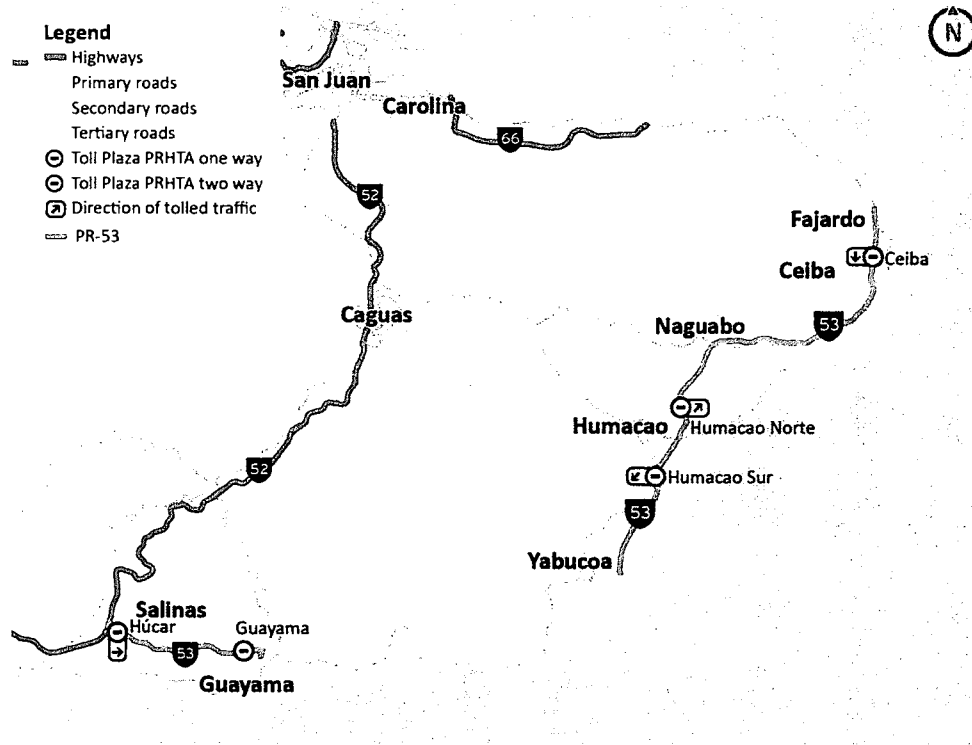 Legend
Highways
Primary roads
Secondary roads
Tertiary roads
Toll Plaza PRHTA one way
Toll Plaza PRHTA two way
Direction of tolled traffic
PR-53
N
San Juan
Carolina
66
52
Fajardo
Ceiba
Ceiba
Caguas
Naguabo
53
Humacao
Humacao Norte
52
Humacao Sur
53
Yabucoa
Salinas
Húcar
Guayama
53
Guayama